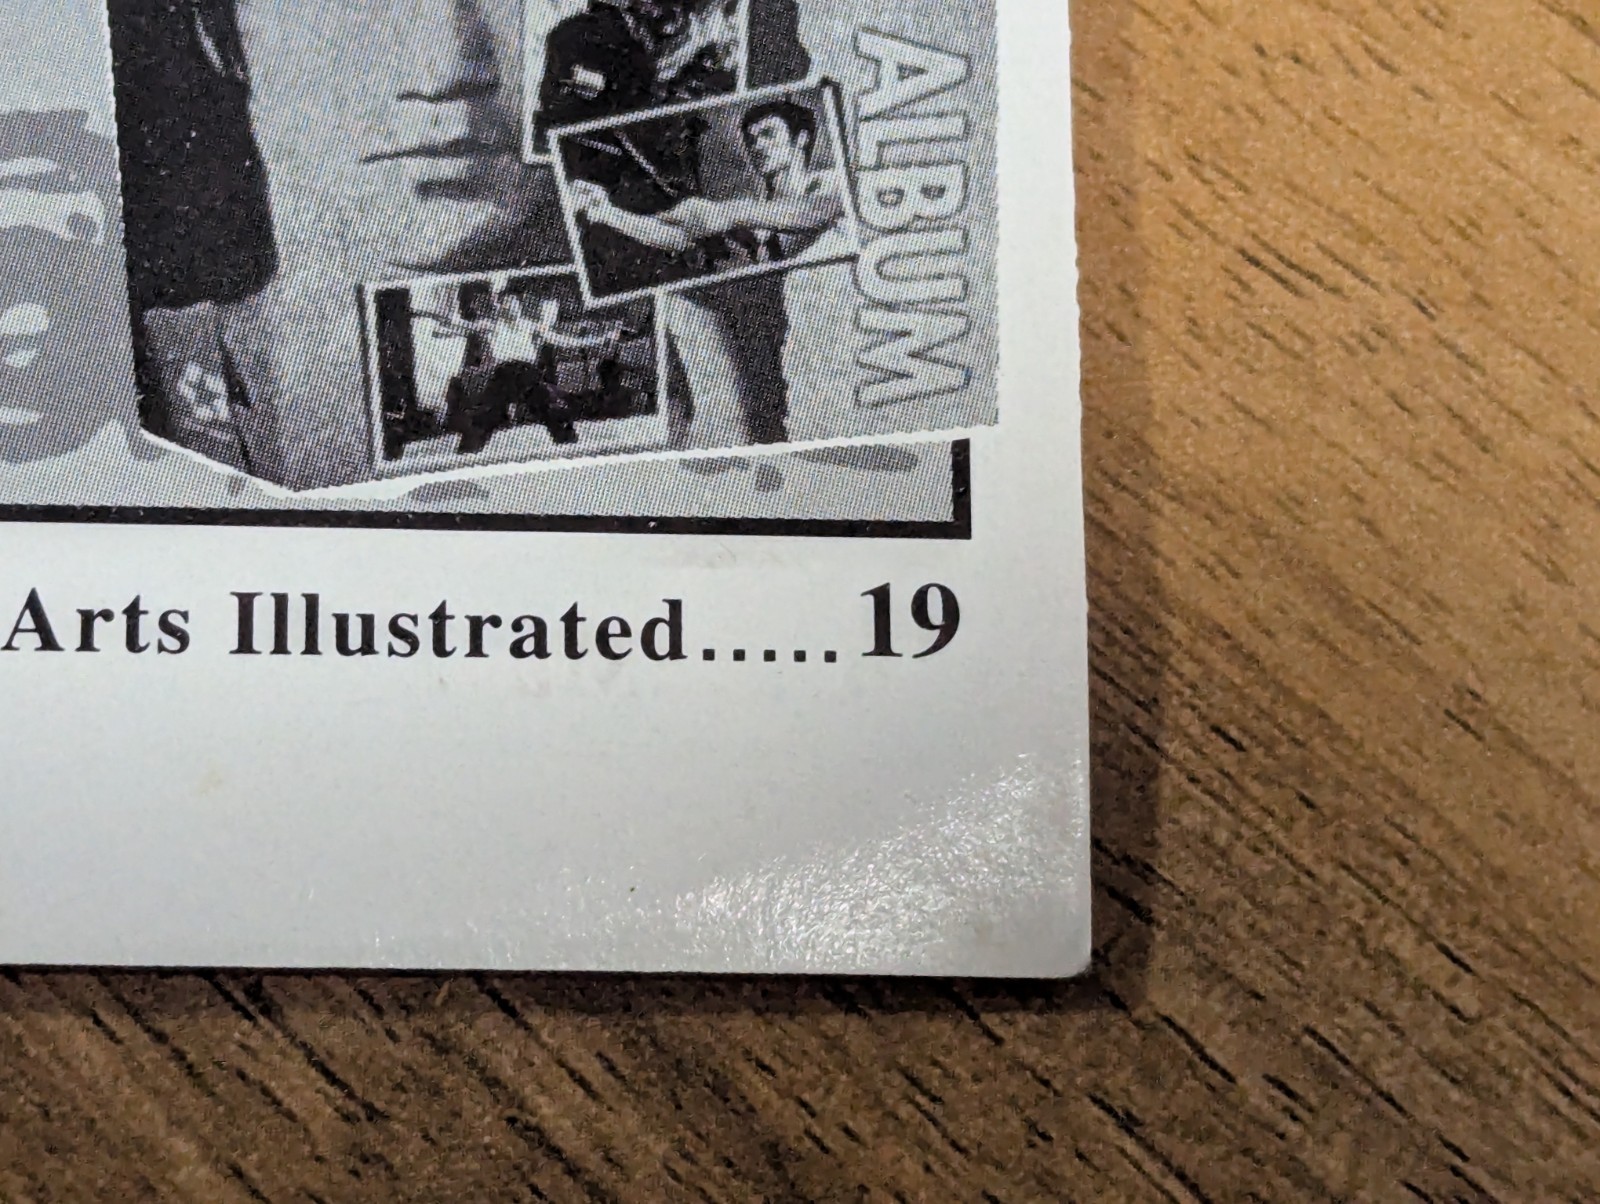 ALBUM
Arts Illustrated.....19